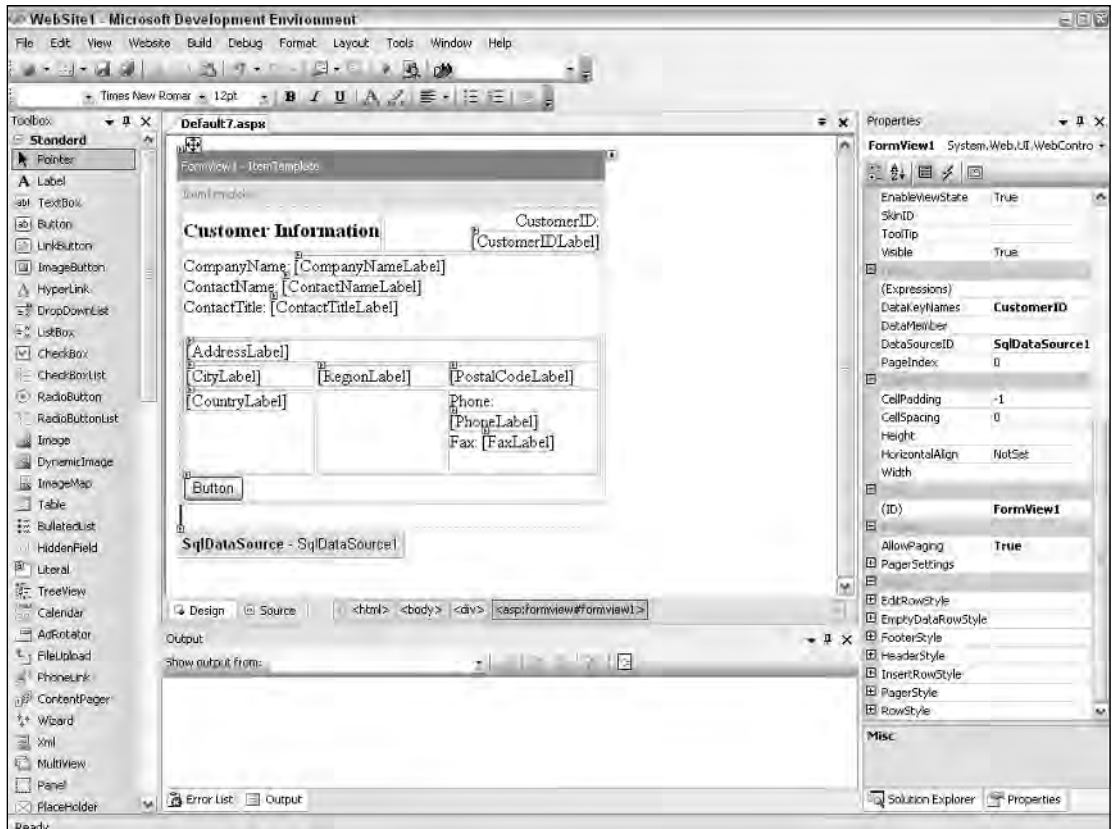 WebSite1 - Microsoft Development Environment
File Edit View Website Build Debug Format Layout Tools Window Help
Times New Roman 12pt B I U A
Toolbox
Standard
Pointer
A Label
abl TextBox
ab Button
LinkButton
ImageButton
A HyperLink
DropDownList
ListBox
CheckBox
CheckBoxList
RadioButton
RadioButtonList
Image
DynamicImage
ImageMap
Table
BulletedList
HiddenField
Literal
TreeView
Calendar
AdRotator
FileUpload
PhoneLink
ContentPager
Wizard
Xml
MultiView
Panel
PlaceHolder
Default7.aspx
FormView1 - ItemTemplate
ItemTemplate
Customer Information
CustomerID:
[CustomerIDLabel]
CompanyName: [CompanyNameLabel]
ContactName: [ContactNameLabel]
ContactTitle: [ContactTitleLabel]
[AddressLabel]
[CityLabel] [RegionLabel] [PostalCodeLabel]
[CountryLabel] Phone:
[PhoneLabel]
Fax: [FaxLabel]
Button
SqlDataSource - SqlDataSource1
Design Source <html> <body> <div> <asp:formview#formview1>
Output
Show output from:
Error List Output
Properties
FormView1 System.Web.UI.WebContro
EnableViewState True
SkinID
ToolTip
Visible True
(Expressions)
DataKeyNames CustomerID
DataMember
DataSourceID SqlDataSource1
PageIndex 0
CellPadding -1
CellSpacing 0
Height
HorizontalAlign NotSet
Width
(ID) FormView1
AllowPaging True
PagerSettings
EditRowStyle
EmptyDataRowStyle
FooterStyle
HeaderStyle
InsertRowStyle
PagerStyle
RowStyle
Misc
Solution Explorer Properties
Ready